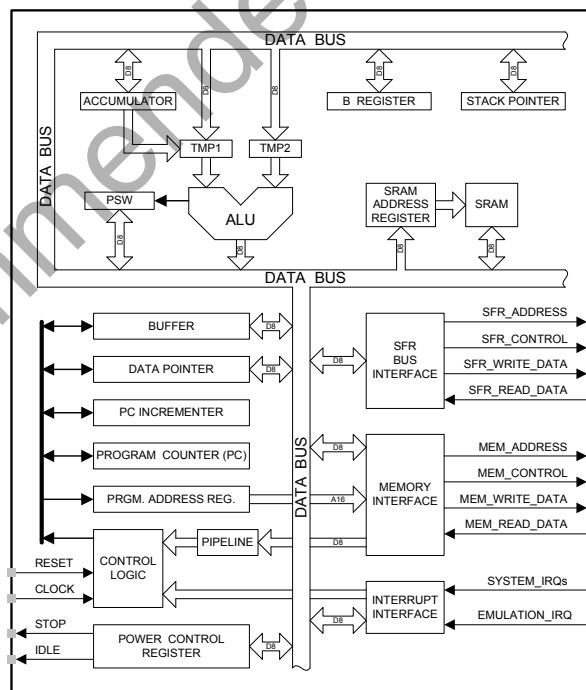 DATA BUS
D8
D8
D8
D8
D8
ACCUMULATOR
B REGISTER
STACK POINTER
TMP1
TMP2
DATA BUS
PSW
ALU
SRAM
ADDRESS
REGISTER
SRAM
D8
D8
D8
D8
DATA BUS
BUFFER
D8
DATA POINTER
D8
PC INCREMENTER
PROGRAM COUNTER (PC)
PRGM. ADDRESS REG.
A16
DATA BUS
D8
SFR
BUS
INTERFACE
SFR_ADDRESS
SFR_CONTROL
SFR_WRITE_DATA
SFR_READ_DATA
D8
MEMORY
INTERFACE
MEM_ADDRESS
MEM_CONTROL
MEM_WRITE_DATA
MEM_READ_DATA
RESET
CLOCK
CONTROL
LOGIC
PIPELINE
D8
INTERRUPT
INTERFACE
SYSTEM_IRQs
EMULATION_IRQ
D8
STOP
IDLE
POWER CONTROL
REGISTER
D8